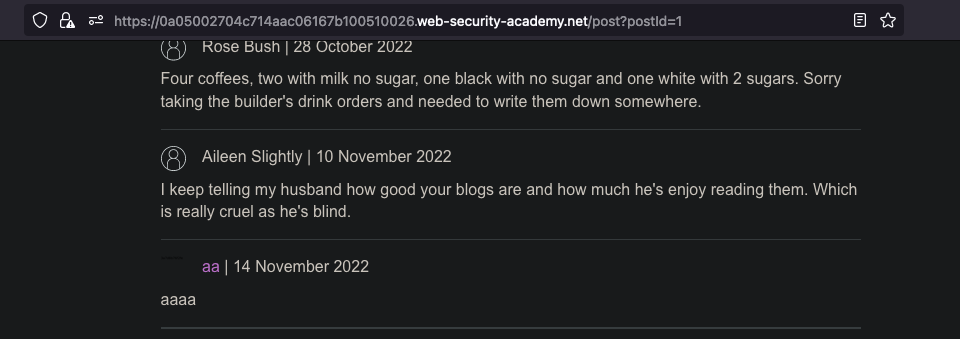 https://0a05002704c714aac06167b100510026.web-security-academy.net/post?postId=1
Rose Bush | 28 October 2022
Four coffees, two with milk no sugar, one black with no sugar and one white with 2 sugars. Sorry
taking the builder's drink orders and needed to write them down somewhere.
Aileen Slightly | 10 November 2022
I keep telling my husband how good your blogs are and how much he's enjoy reading them. Which
is really cruel as he's blind.
aa | 14 November 2022
aaaa